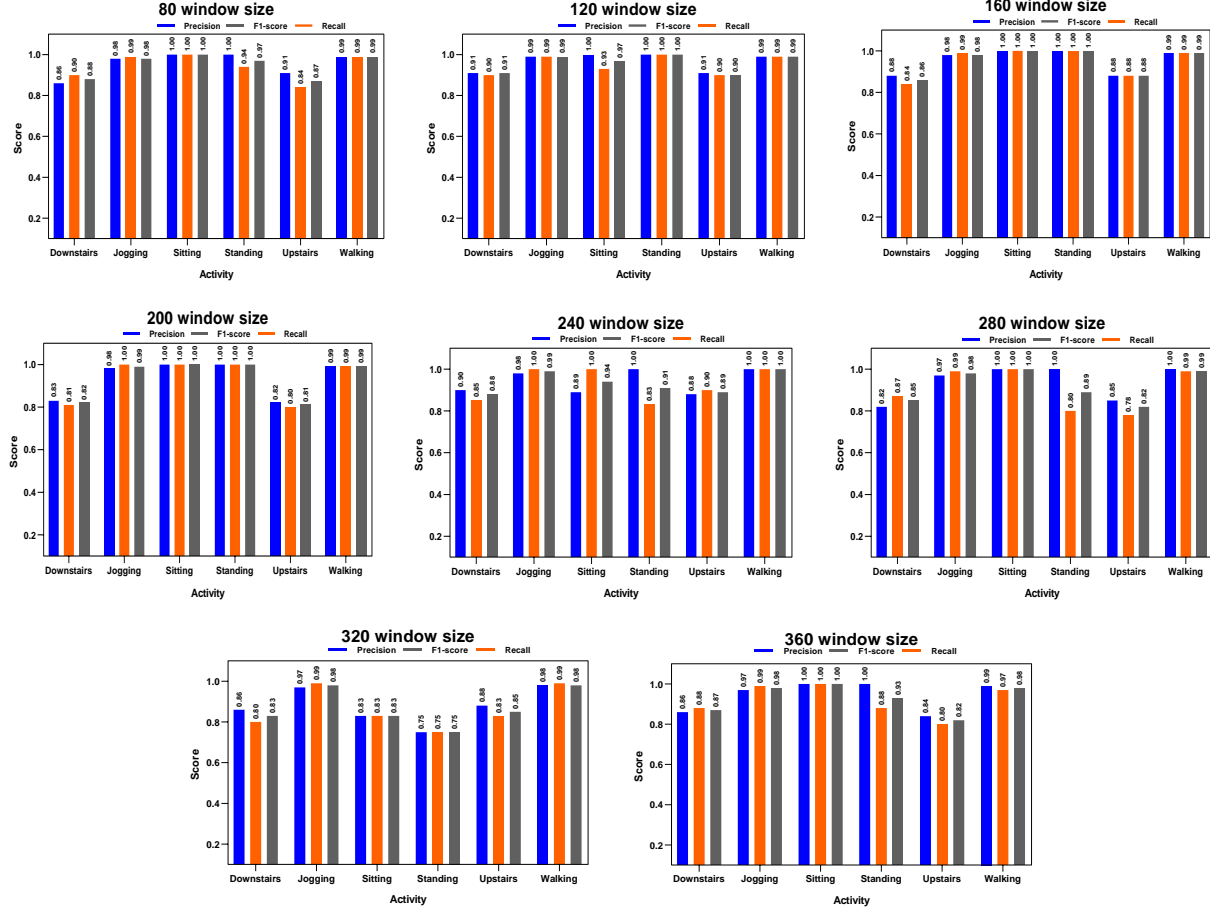 80 window size
Precision F1-score Recall
0.86 0.90 0.88 0.98 0.99 0.98 1.00 1.00 1.00 1.00 0.94 0.97 0.91 0.84 0.87 0.99 0.99 0.99
1.0
0.8
0.6
0.4
0.2
Score
Downstairs Jogging Sitting Standing Upstairs Walking
Activity
120 window size
Precision F1-score Recall
0.91 0.90 0.91 0.99 0.99 0.99 1.00 0.93 0.97 1.00 1.00 1.00 0.91 0.90 0.90 0.99 0.99 0.99
1.0
0.8
0.6
0.4
0.2
Score
Downstairs Jogging Sitting Standing Upstairs Walking
Activity
160 window size
Precision F1-score Recall
0.88 0.84 0.86 0.98 0.99 0.98 1.00 1.00 1.00 1.00 1.00 1.00 0.88 0.88 0.88 0.99 0.99 0.99
1.0
0.8
0.6
0.4
0.2
Score
Downstairs Jogging Sitting Standing Upstairs Walking
Activity
200 window size
Precision F1-score Recall
0.83 0.81 0.82 0.98 1.00 0.99 1.00 1.00 1.00 1.00 1.00 1.00 0.82 0.80 0.81 0.99 0.99 0.99
1.0
0.8
0.6
0.4
0.2
Score
Downstairs Jogging Sitting Standing Upstairs Walking
Activity
240 window size
Precision F1-score Recall
0.90 0.85 0.88 0.98 1.00 0.99 0.89 1.00 0.94 1.00 0.83 0.91 0.88 0.90 0.89 1.00 1.00 1.00
1.0
0.8
0.6
0.4
0.2
Score
Downstairs Jogging Sitting Standing Upstairs Walking
Activity
280 window size
Precision F1-score Recall
0.82 0.87 0.85 0.97 0.99 0.98 1.00 1.00 1.00 1.00 0.80 0.89 0.85 0.78 0.82 1.00 0.99 0.99
1.0
0.8
0.6
0.4
0.2
Score
Downstairs Jogging Sitting Standing Upstairs Walking
Activity
320 window size
Precision F1-score Recall
0.86 0.80 0.83 0.97 0.99 0.98 0.83 0.83 0.83 0.75 0.75 0.75 0.88 0.83 0.85 0.98 0.99 0.98
1.0
0.8
0.6
0.4
0.2
Score
Downstairs Jogging Sitting Standing Upstairs Walking
Activity
360 window size
Precision F1-score Recall
0.86 0.88 0.87 0.97 0.99 0.98 1.00 1.00 1.00 1.00 0.88 0.93 0.84 0.80 0.82 0.99 0.97 0.98
1.0
0.8
0.6
0.4
0.2
Score
Downstairs Jogging Sitting Standing Upstairs Walking
Activity